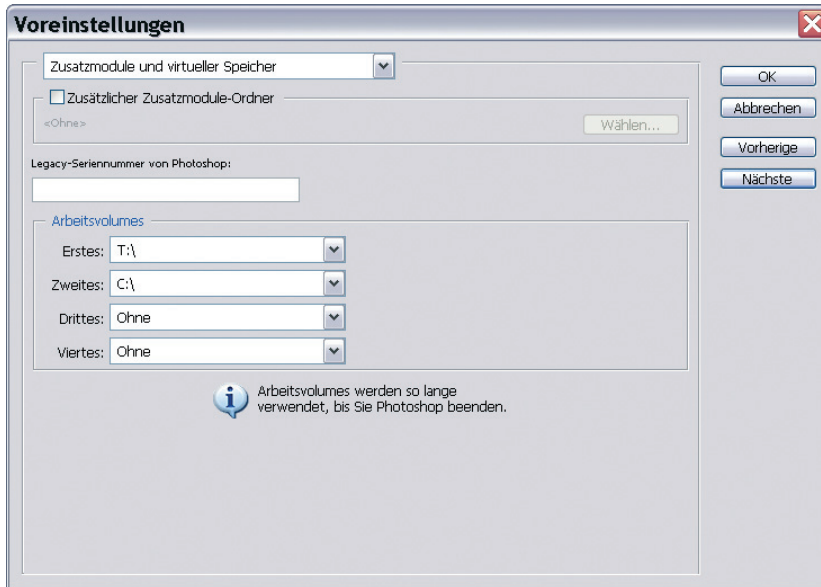 Voreinstellungen
Zusatzmodule und virtueller Speicher
Zusätzlicher Zusatzmodule-Ordner
<Ohne>
Wählen...
Legacy-Seriennummer von Photoshop:
Arbeitsvolumes
Erstes: T:\
Zweites: C:\
Drittes: Ohne
Viertes: Ohne
Arbeitsvolumes werden so lange
verwendet, bis Sie Photoshop beenden.
OK
Abbrechen
Vorherige
Nächste